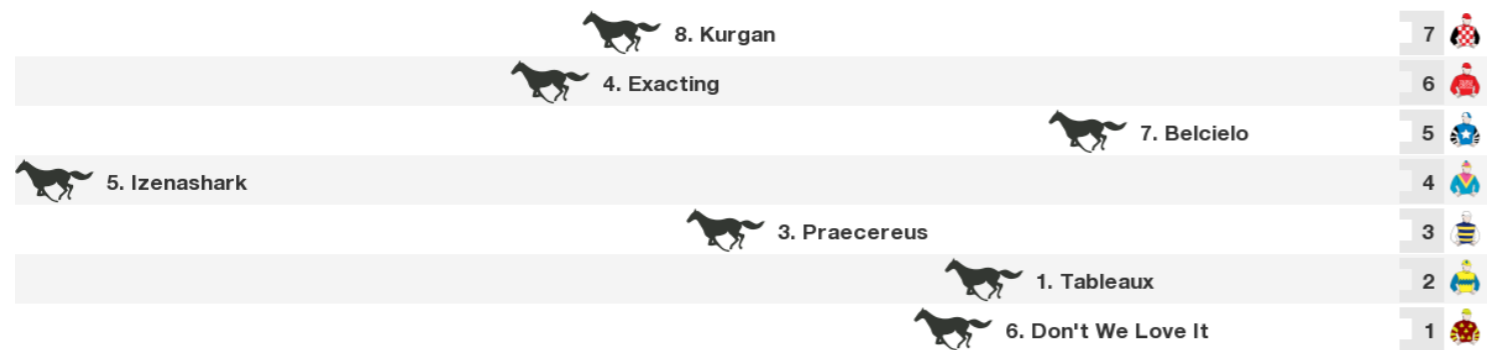 8. Kurgan 7
4. Exacting 6
7. Belcielo 5
5. Izenashark 4
3. Praecereus 3
1. Tableaux 2
6. Don't We Love It 1